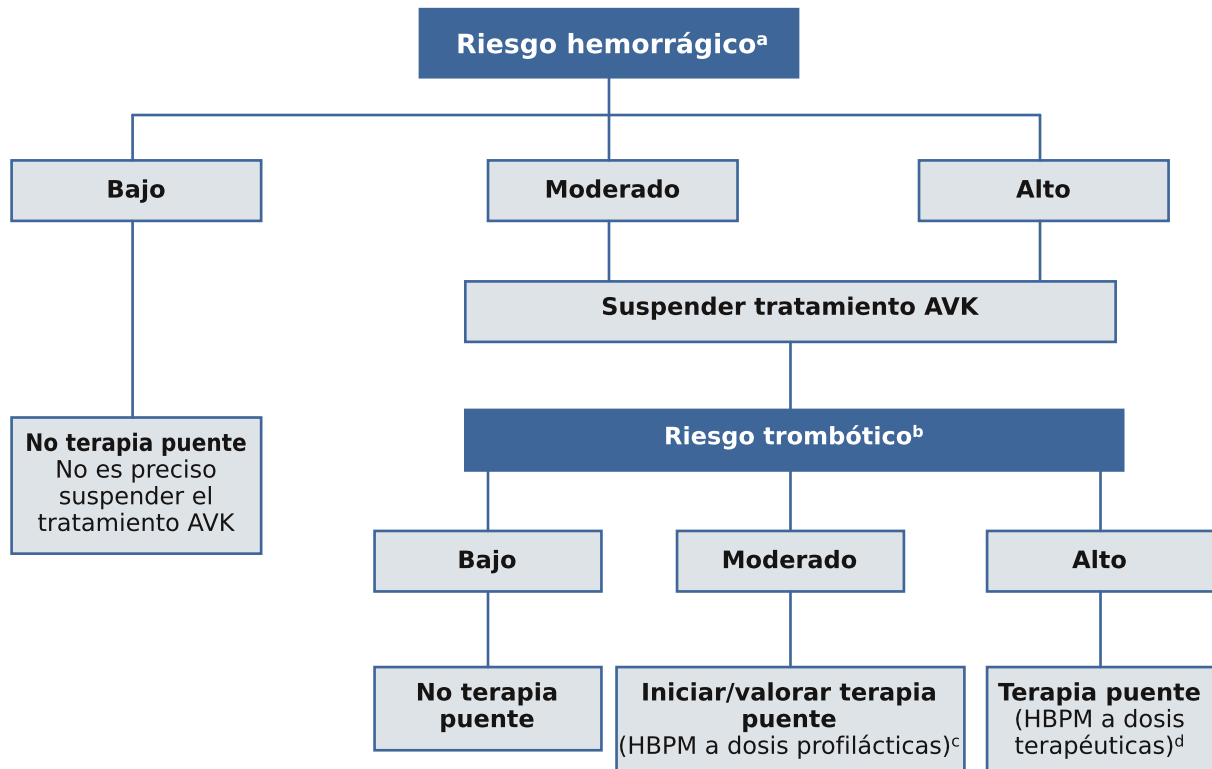 Riesgo hemorrágicoᵃ
Bajo
Moderado
Alto
Suspender tratamiento AVK
No terapia puente
No es preciso
suspender el
tratamiento AVK
Riesgo trombóticoᵇ
Bajo
Moderado
Alto
No terapia
puente
Iniciar/valorar terapia
puente
(HBPM a dosis profilácticas)ᶜ
Terapia puente
(HBPM a dosis
terapéuticas)ᵈ